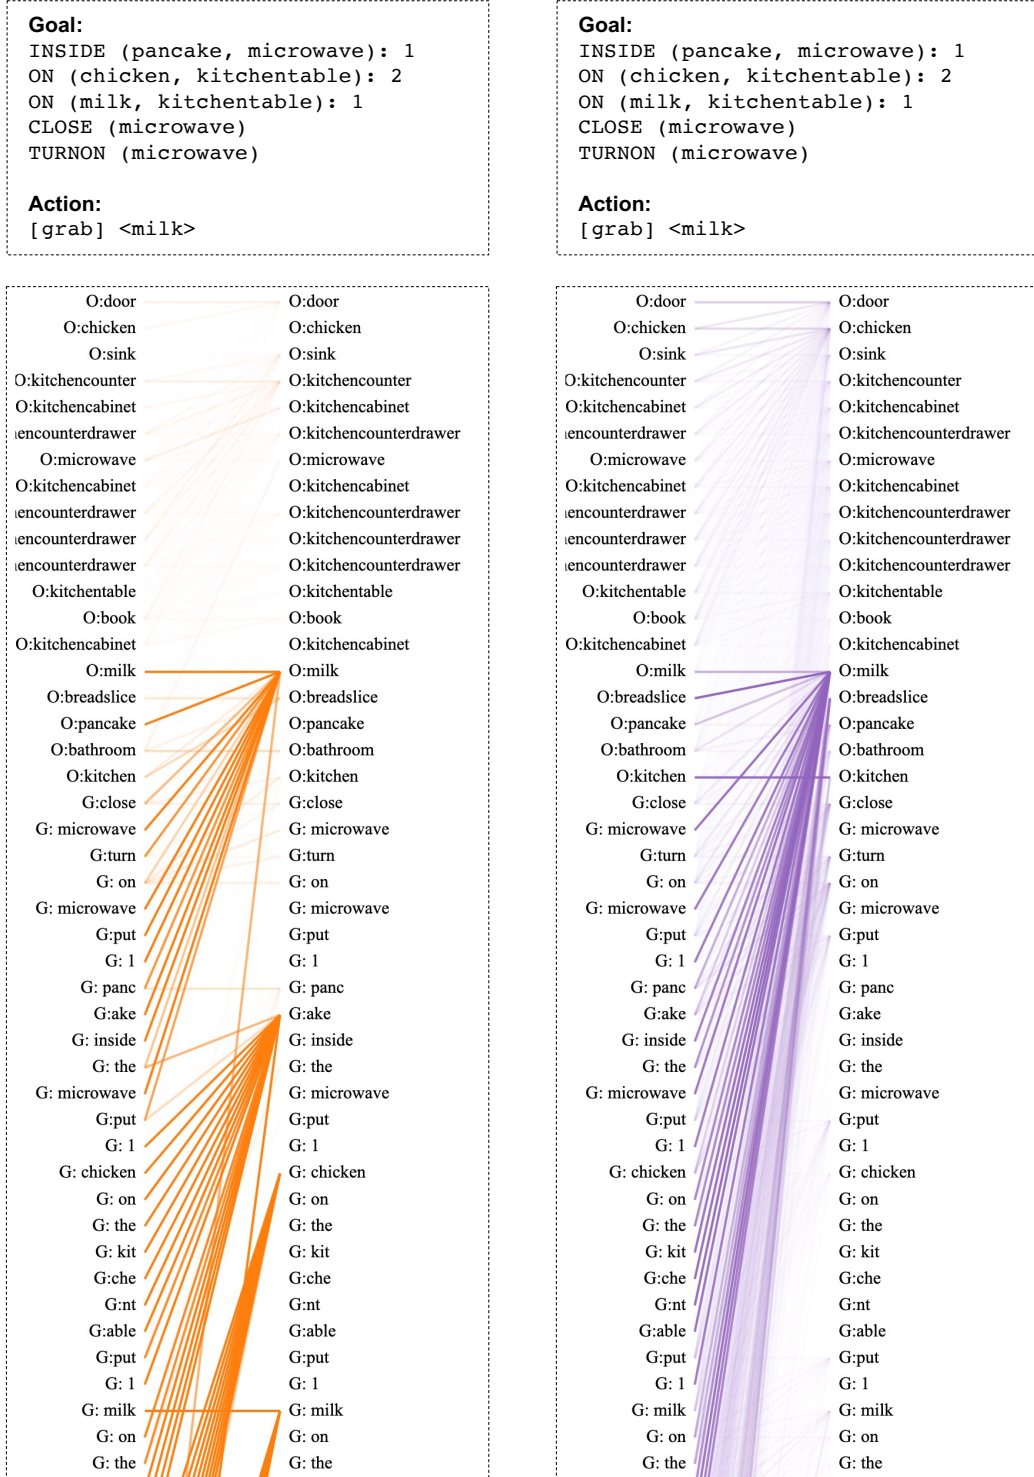 Goal:
INSIDE (pancake, microwave): 1
ON (chicken, kitchentable): 2
ON (milk, kitchentable): 1
CLOSE (microwave)
TURNON (microwave)
Action:
[grab] <milk>
O:door O:door
O:chicken O:chicken
O:sink O:sink
O:kitchencounter O:kitchencounter
O:kitchencabinet O:kitchencabinet
encounterdrawer O:kitchencounterdrawer
O:microwave O:microwave
O:kitchencabinet O:kitchencabinet
encounterdrawer O:kitchencounterdrawer
encounterdrawer O:kitchencounterdrawer
encounterdrawer O:kitchencounterdrawer
O:kitchentable O:kitchentable
O:book O:book
O:kitchencabinet O:kitchencabinet
O:milk O:milk
O:breadslice O:breadslice
O:pancake O:pancake
O:bathroom O:bathroom
O:kitchen O:kitchen
G:close G:close
G: microwave G: microwave
G:turn G:turn
G: on G: on
G: microwave G: microwave
G:put G:put
G: 1 G: 1
G: panc G: panc
G:ake G:ake
G: inside G: inside
G: the G: the
G: microwave G: microwave
G:put G:put
G: 1 G: 1
G: chicken G: chicken
G: on G: on
G: the G: the
G: kit G: kit
G:che G:che
G:nt G:nt
G:able G:able
G:put G:put
G: 1 G: 1
G: milk G: milk
G: on G: on
G: the G: the
Goal:
INSIDE (pancake, microwave): 1
ON (chicken, kitchentable): 2
ON (milk, kitchentable): 1
CLOSE (microwave)
TURNON (microwave)
Action:
[grab] <milk>
O:door O:door
O:chicken O:chicken
O:sink O:sink
O:kitchencounter O:kitchencounter
O:kitchencabinet O:kitchencabinet
encounterdrawer O:kitchencounterdrawer
O:microwave O:microwave
O:kitchencabinet O:kitchencabinet
encounterdrawer O:kitchencounterdrawer
encounterdrawer O:kitchencounterdrawer
encounterdrawer O:kitchencounterdrawer
O:kitchentable O:kitchentable
O:book O:book
O:kitchencabinet O:kitchencabinet
O:milk O:milk
O:breadslice O:breadslice
O:pancake O:pancake
O:bathroom O:bathroom
O:kitchen O:kitchen
G:close G:close
G: microwave G: microwave
G:turn G:turn
G: on G: on
G: microwave G: microwave
G:put G:put
G: 1 G: 1
G: panc G: panc
G:ake G:ake
G: inside G: inside
G: the G: the
G: microwave G: microwave
G:put G:put
G: 1 G: 1
G: chicken G: chicken
G: on G: on
G: the G: the
G: kit G: kit
G:che G:che
G:nt G:nt
G:able G:able
G:put G:put
G: 1 G: 1
G: milk G: milk
G: on G: on
G: the G: the